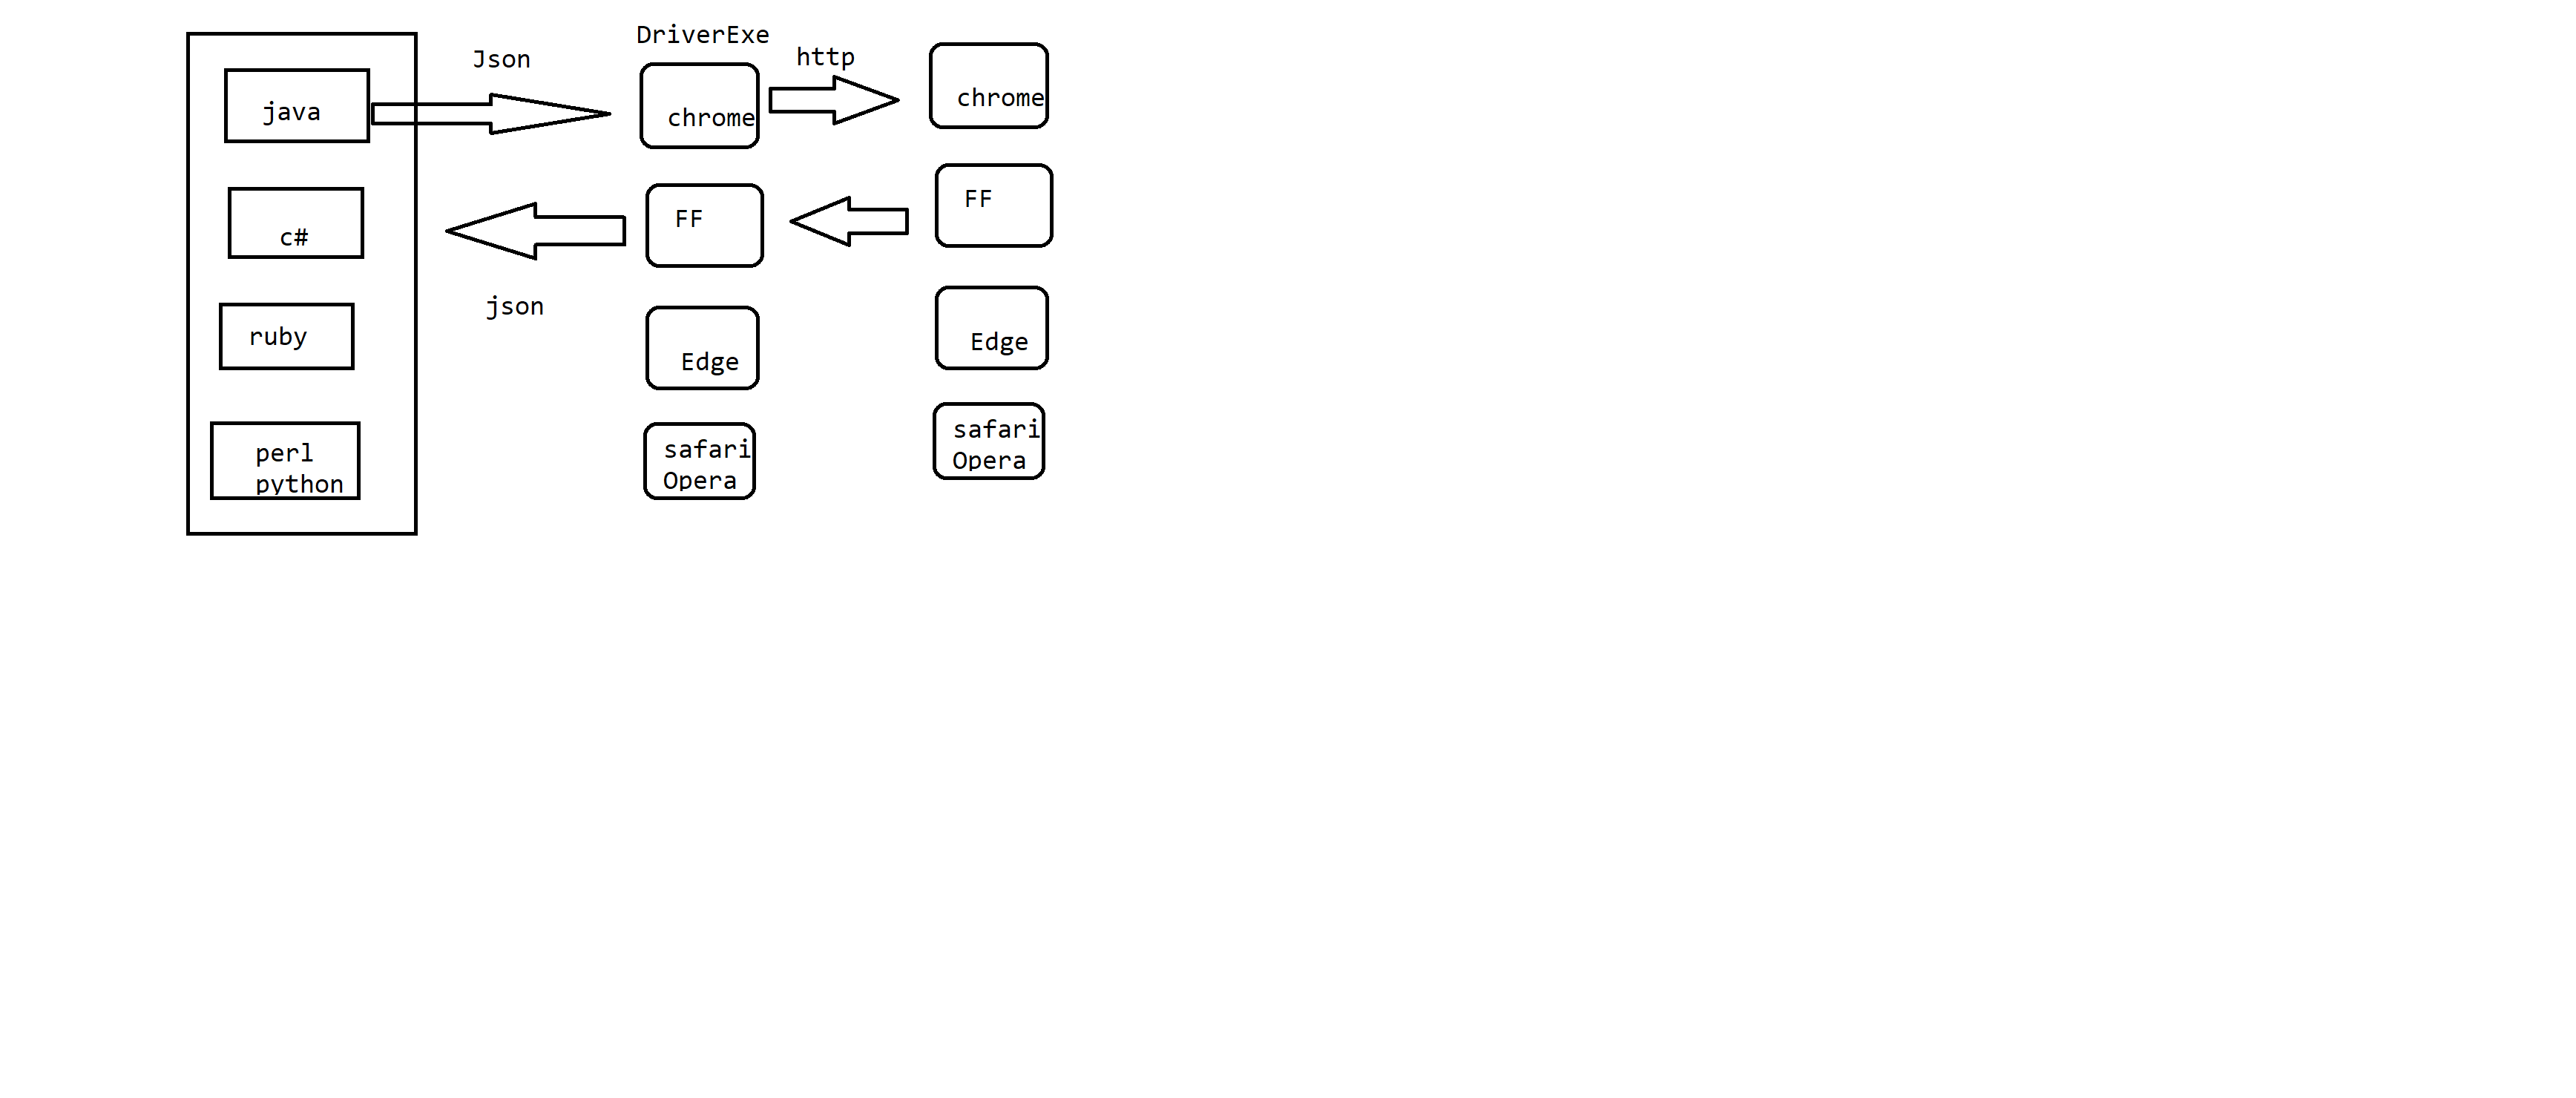 java
c#
ruby
perl
python
Json
json
DriverExe
chrome
FF
Edge
safari
Opera
http
chrome
FF
Edge
safari
Opera